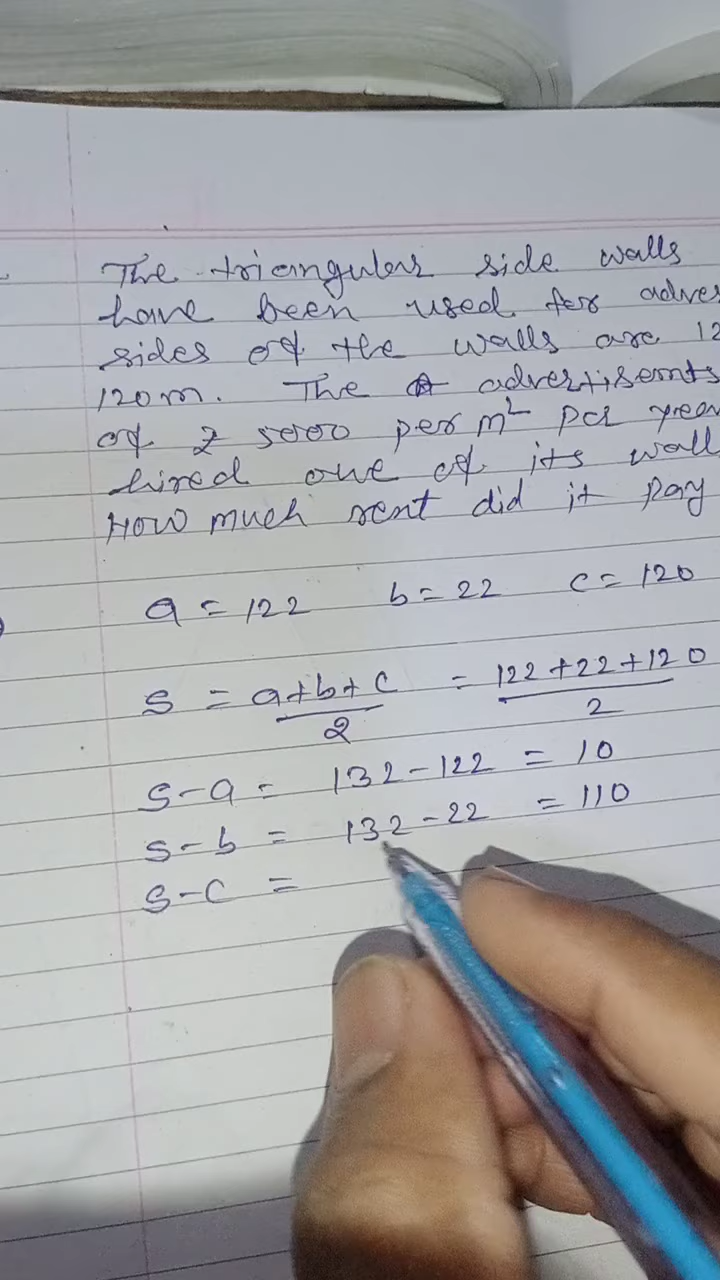 The triangular side walls
have been used for adver
sides of the walls are 12
120m. The advertisemts
of ₹ 5000 per m² per year
hired one of its wall
How much rent did it pay
a = 122 b = 22 c = 120
s = a+b+c/2 = 122+22+120/2
s-a = 132-122 = 10
s-b = 132-22 = 110
s-c =